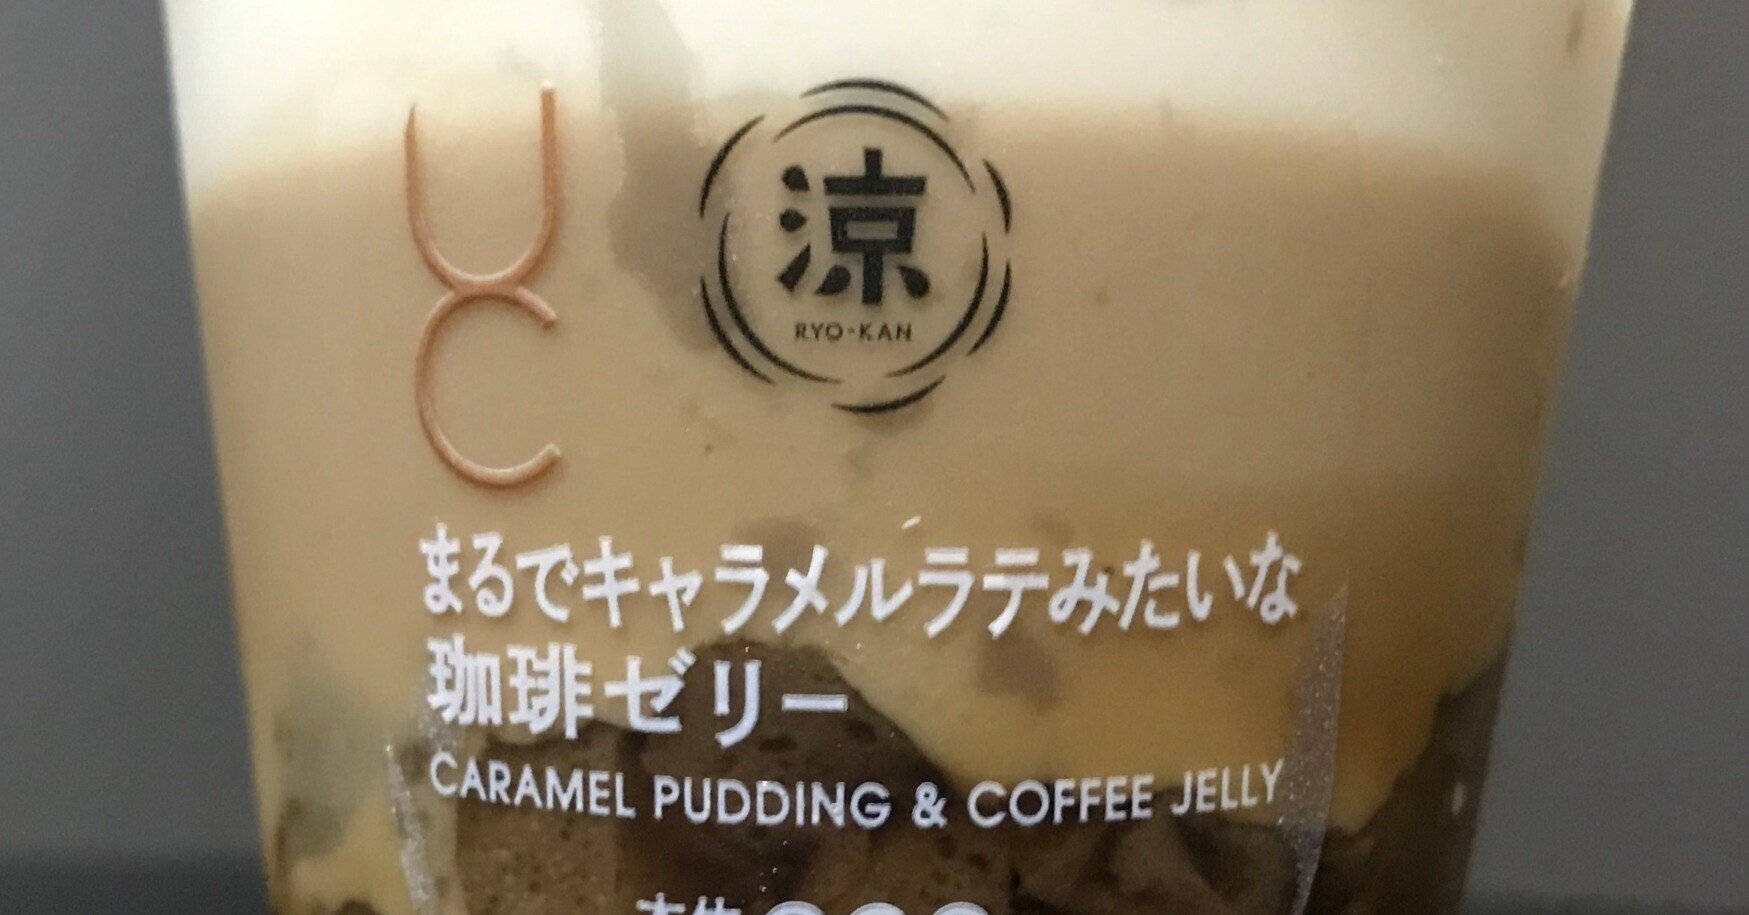 UC
涼
RYO-KAN
まるでキャラメルラテみたいな
珈琲ゼリー
CARAMEL PUDDING & COFFEE JELLY